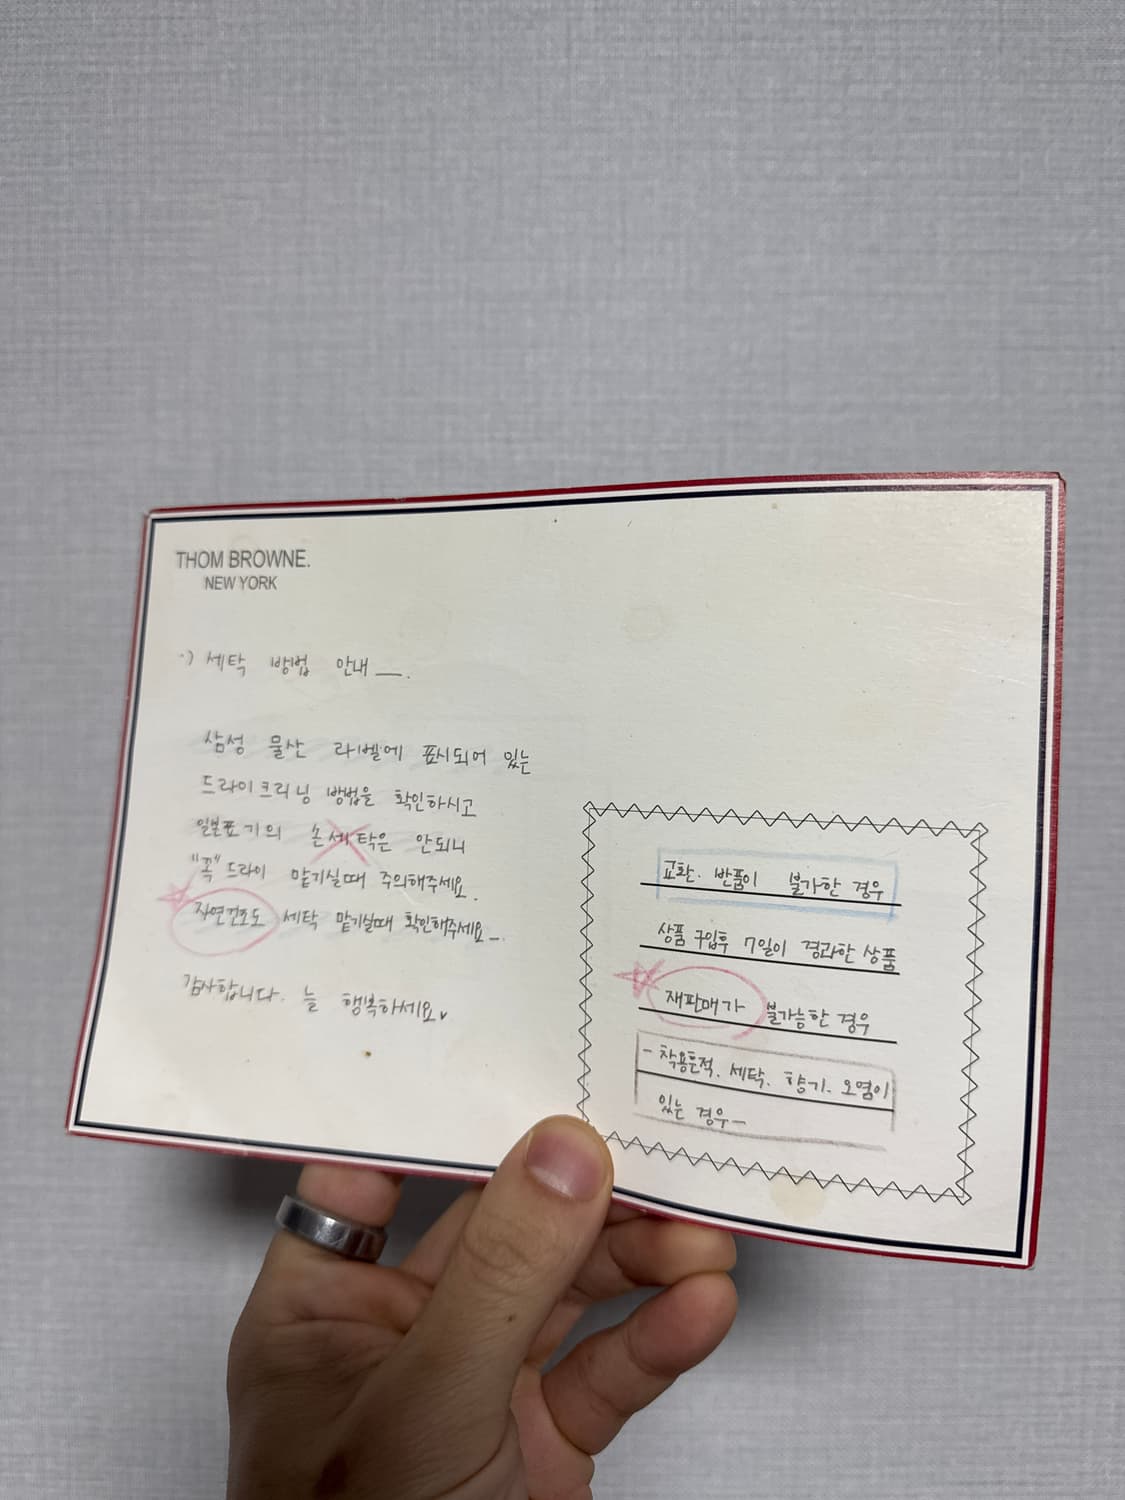 THOM BROWNE.
NEW YORK
·) 세탁 방법 안내 __.
삼성 물산 라벨에 표시되어 있는
드라이크리닝 방법을 확인하시고
일본표기의 손세탁은 안되니
"꼭" 드라이 맡기실때 주의해주세요.
자연건조도 세탁 맡기실때 확인해주세요_.
감사합니다. 늘 행복하세요
교환. 반품이 불가한 경우
상품 구입후 7일이 경과한 상품
재판매가 불가능한 경우
- 착용흔적. 세탁. 향기. 오염이
있는 경우-